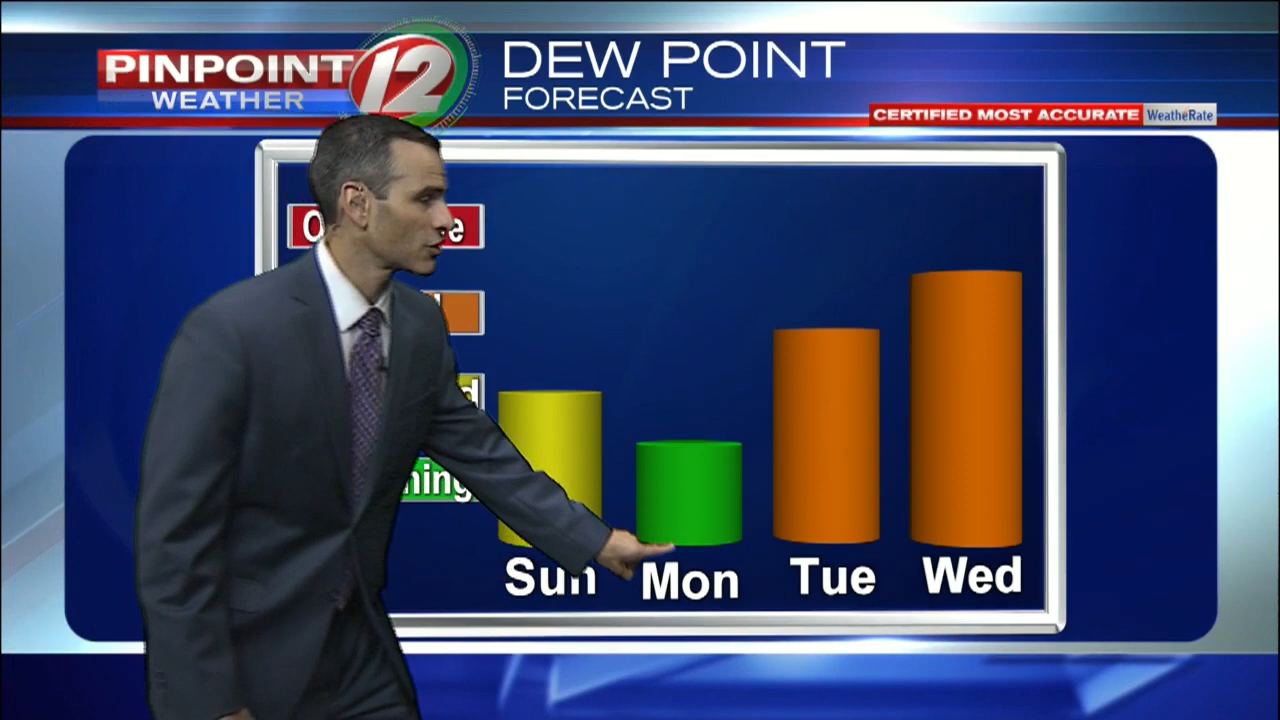 PINPOINT 12
WEATHER
DEW POINT
FORECAST
CERTIFIED MOST ACCURATE WeatheRate
Sun Mon Tue Wed